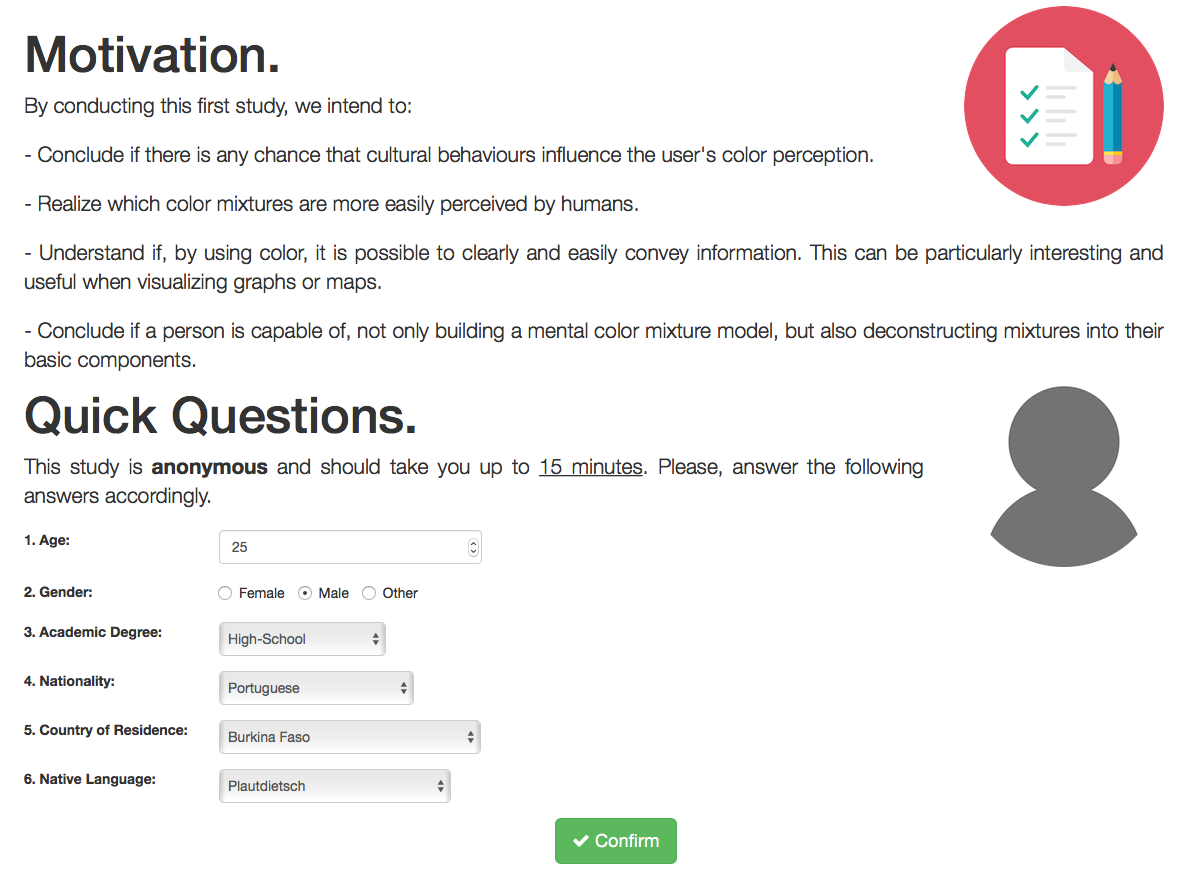 Motivation.
By conducting this first study, we intend to:
- Conclude if there is any chance that cultural behaviours influence the user's color perception.
- Realize which color mixtures are more easily perceived by humans.
- Understand if, by using color, it is possible to clearly and easily convey information. This can be particularly interesting and
useful when visualizing graphs or maps.
- Conclude if a person is capable of, not only building a mental color mixture model, but also deconstructing mixtures into their
basic components.
Quick Questions.
This study is anonymous and should take you up to 15 minutes. Please, answer the following
answers accordingly.
1. Age: 25
2. Gender: Female Male Other
3. Academic Degree: High-School
4. Nationality: Portuguese
5. Country of Residence: Burkina Faso
6. Native Language: Plautdietsch
Confirm